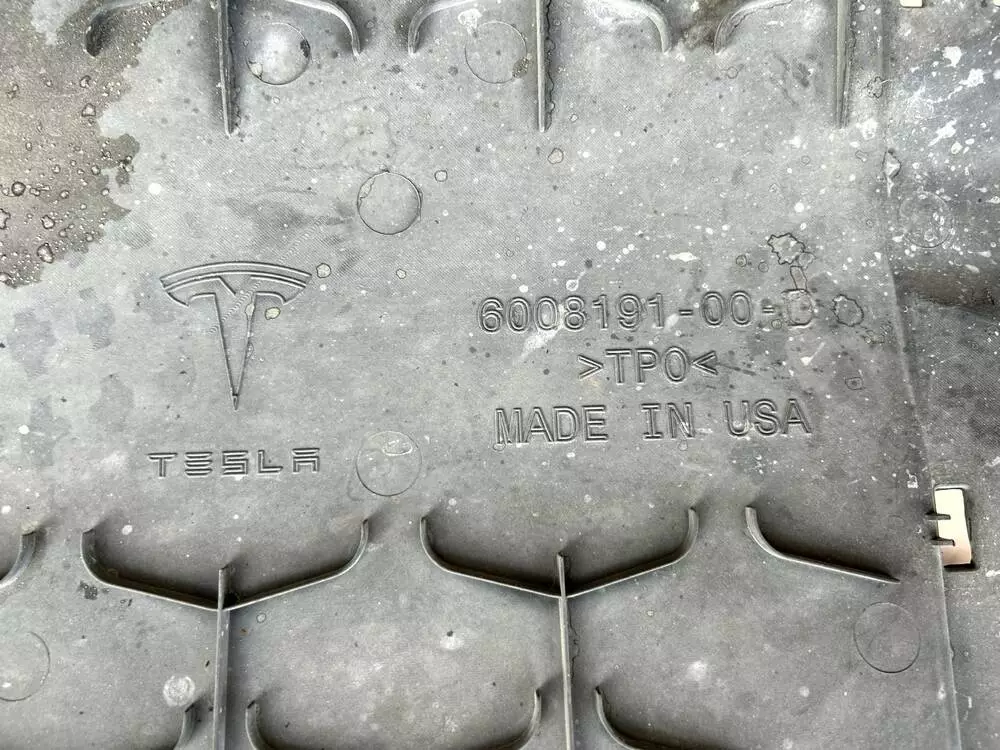 6008191-00-D
>TPO<
MADE IN USA
TESLA